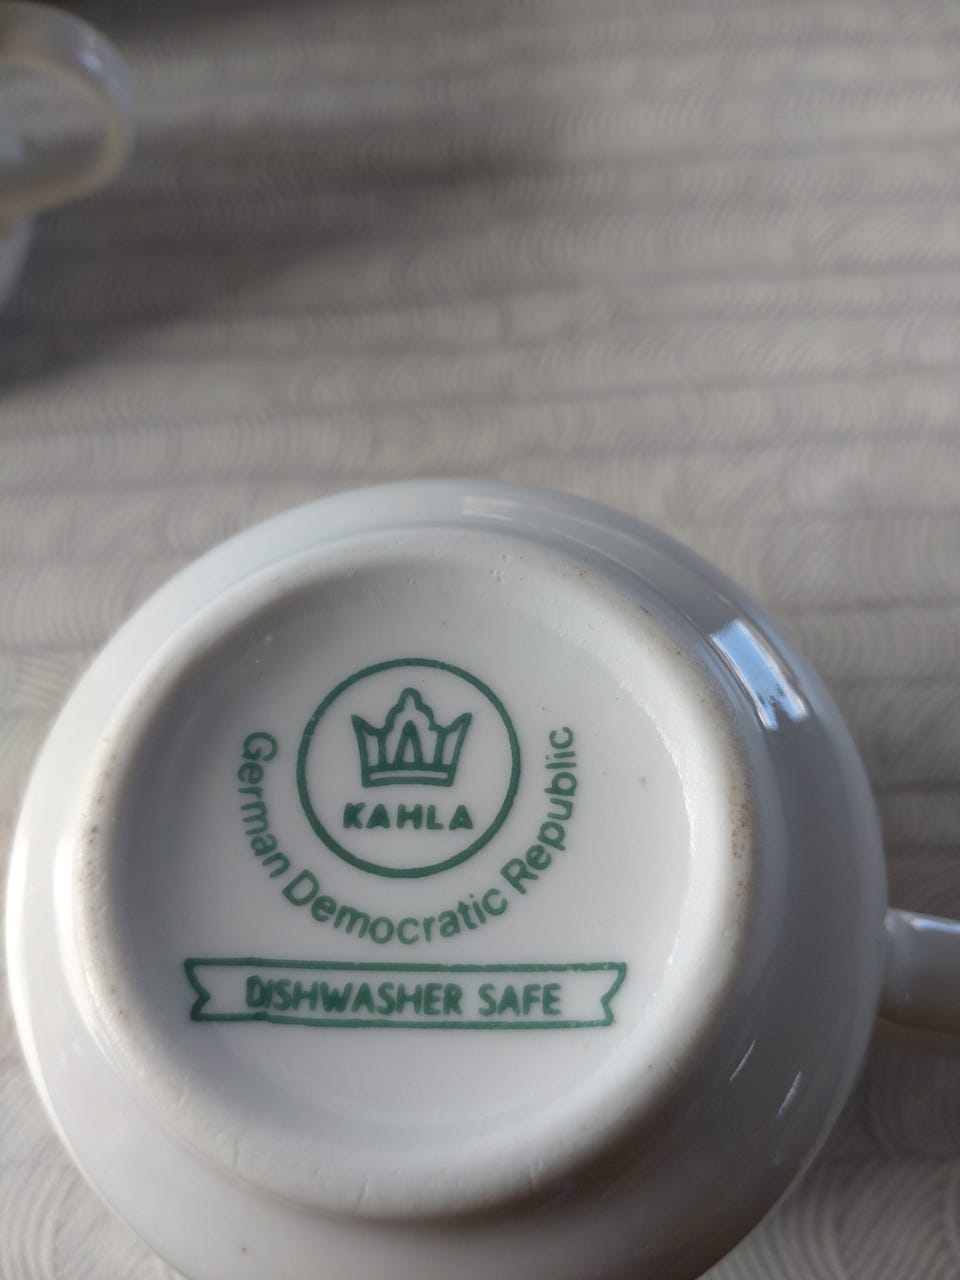 KAHLA
German Democratic Republic
DISHWASHER SAFE